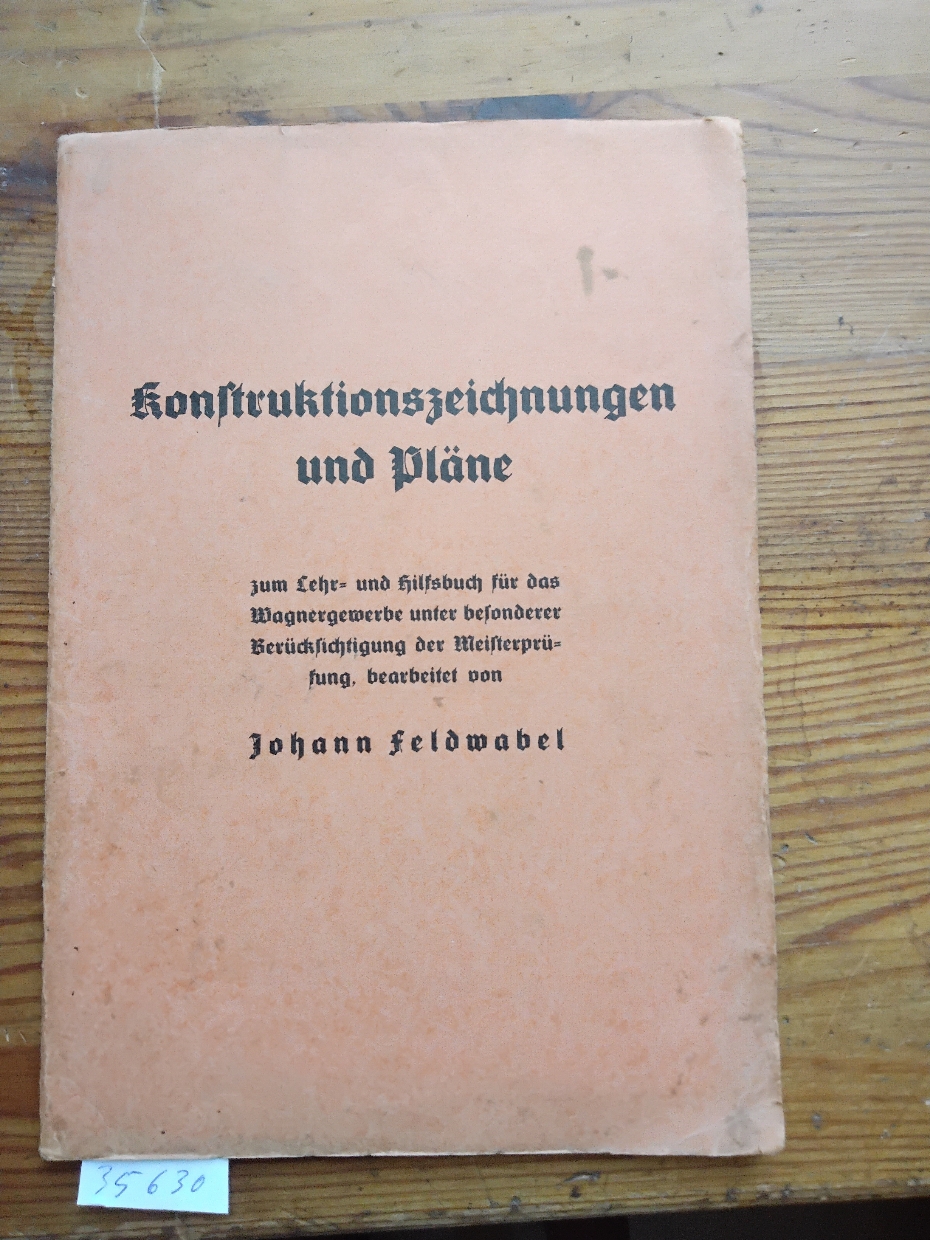 Konstruktionszeichnungen
und Pläne
zum Lehr- und Hilfsbuch für das
Wagnergewerbe unter besonderer
Berücksichtigung der Meisterprü-
fung, bearbeitet von
Johann Feldwabel
35630